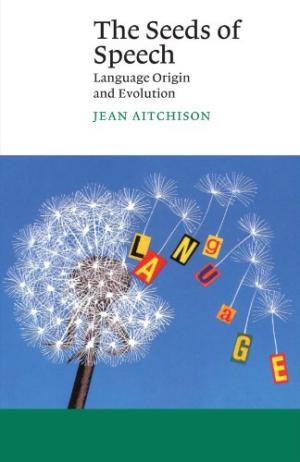 The Seeds of
Speech
Language Origin
and Evolution
JEAN AITCHISON
LANgUaGE